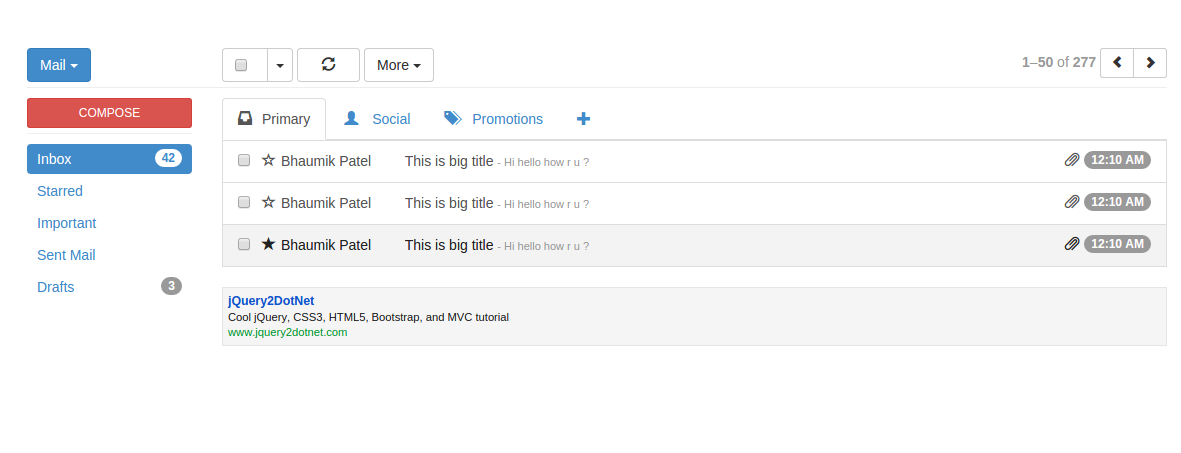 Mail More 1–50 of 277
COMPOSE
Primary Social Promotions
Inbox 42
Starred
Important
Sent Mail
Drafts 3
Bhaumik Patel This is big title - Hi hello how r u ? 12:10 AM
Bhaumik Patel This is big title - Hi hello how r u ? 12:10 AM
Bhaumik Patel This is big title - Hi hello how r u ? 12:10 AM
jQuery2DotNet
Cool jQuery, CSS3, HTML5, Bootstrap, and MVC tutorial
www.jquery2dotnet.com